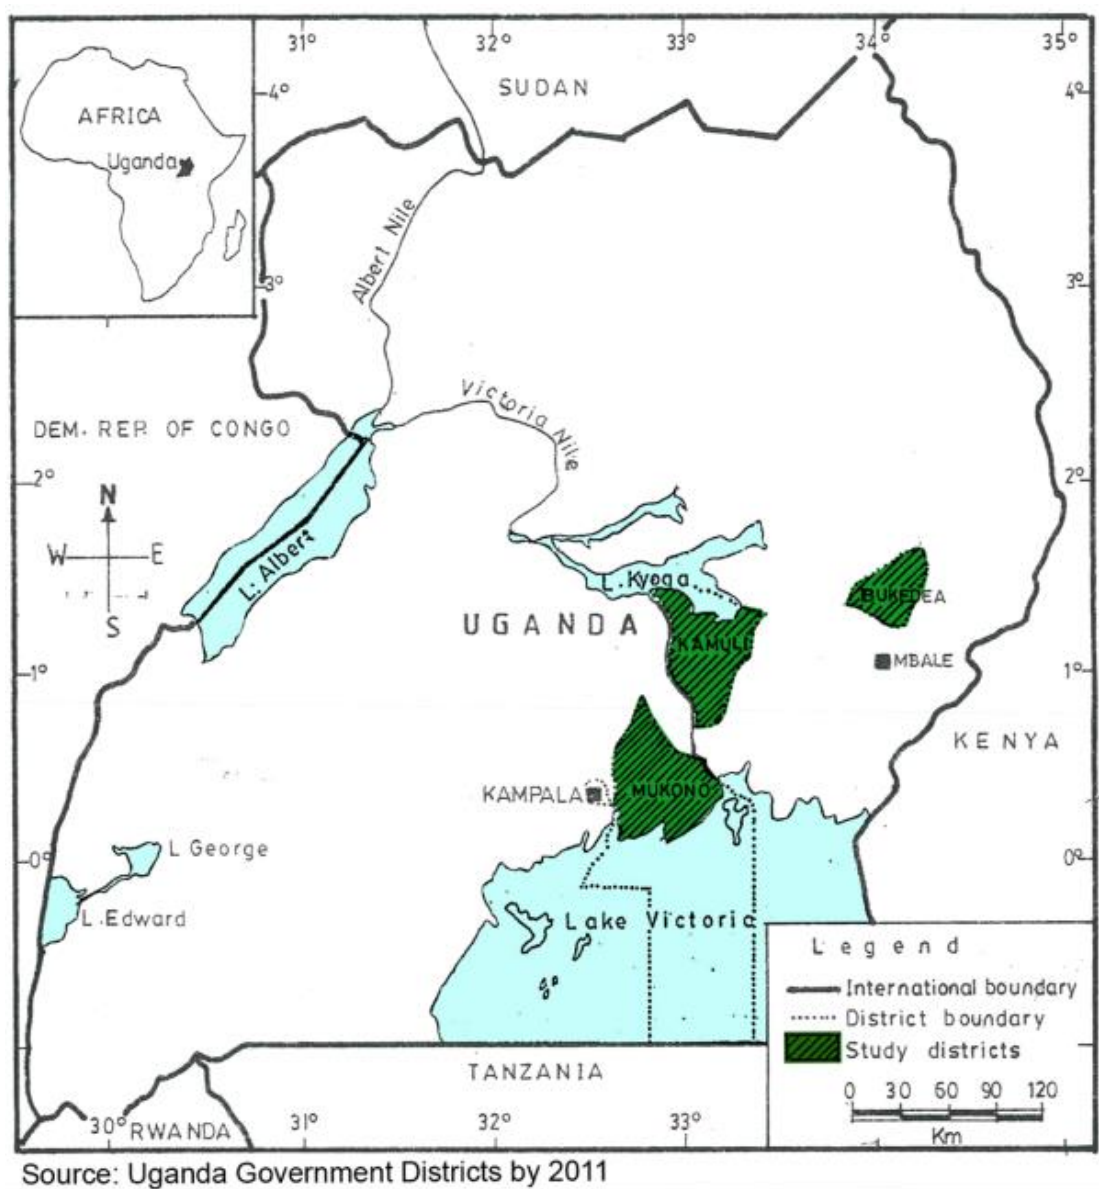 31°
32°
33°
34°
35°
SUDAN
4°
4°
AFRICA
Uganda
Albert Nile
3°
3°
Victoria Nile
DEM. REP. OF CONGO
2°
2°
N
W E
S
L. Albert
L. Kyoga
BUKEDEA
UGANDA
KAMULI
MBALE
1°
1°
KENYA
KAMPALA
MUKONO
L George
0°
0°
L. Edward
Lake Victoria
Legend
International boundary
District boundary
Study districts
0 30 60 90 120
Km
TANZANIA
30°
RWANDA
31°
32°
33°
Source: Uganda Government Districts by 2011